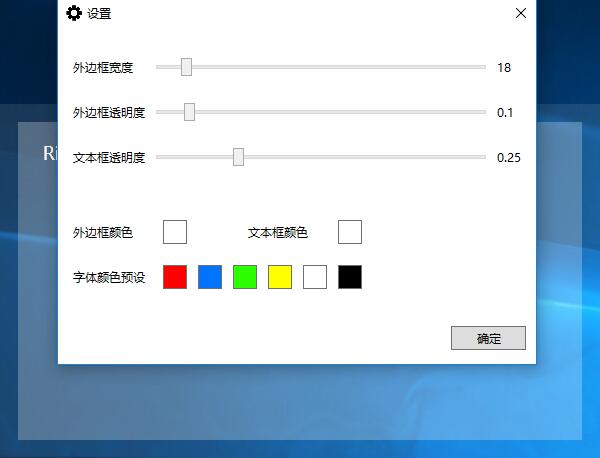 设置
外边框宽度 18
外边框透明度 0.1
文本框透明度 0.25
外边框颜色 文本框颜色
字体颜色预设
确定